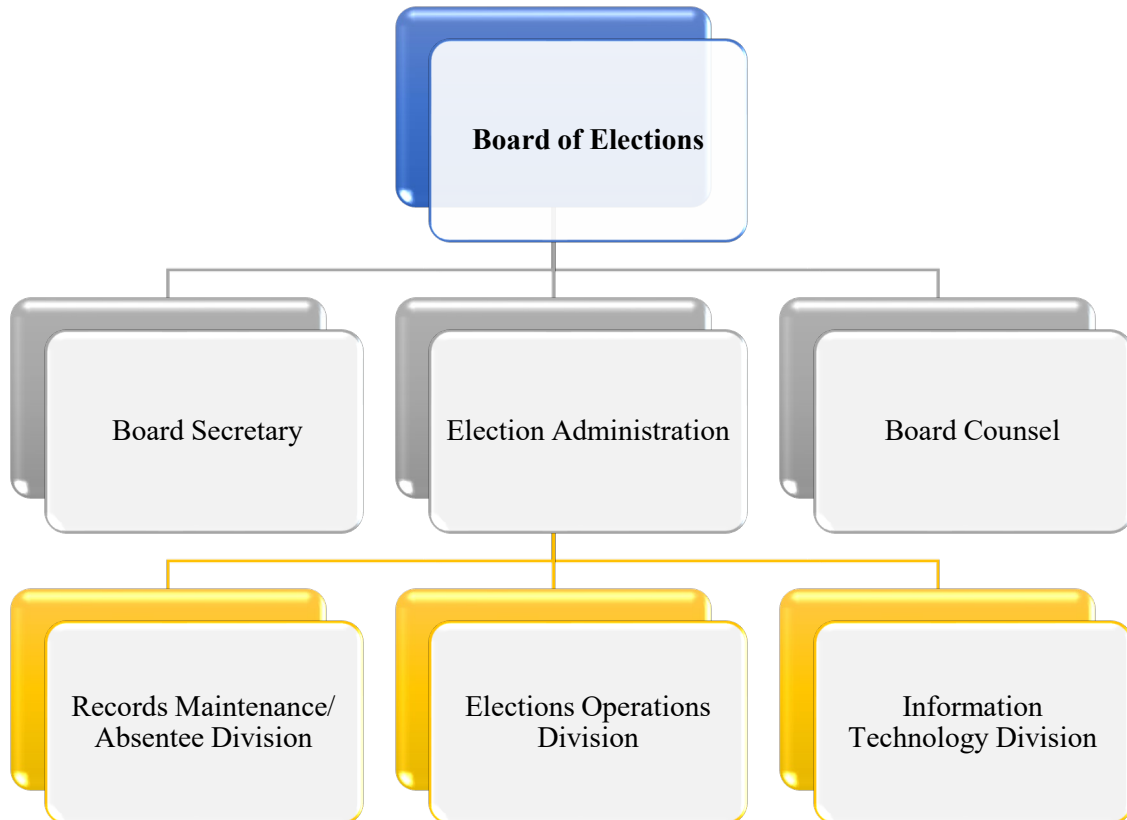 Board of Elections
Board Secretary
Election Administration
Board Counsel
Records Maintenance/
Absentee Division
Elections Operations
Division
Information
Technology Division